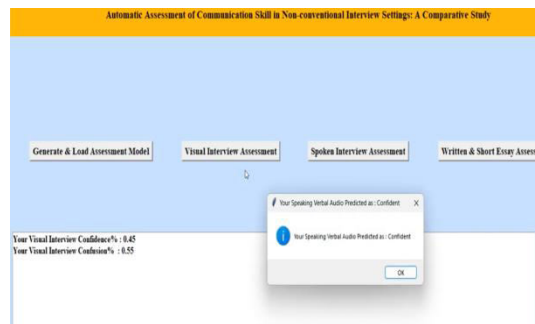 Automatic Assessment of Communication Skill in Non-conventional Interview Settings: A Comparative Study
Generate & Load Assessment Model
Visual Interview Assessment
Spoken Interview Assessment
Written & Short Essay Assess
Your Speaking Verbal Audio Predicted as : Confident
Your Speaking Verbal Audio Predicted as : Confident
OK
Your Visual Interview Confidence% : 0.45
Your Visual Interview Confusion% : 0.55